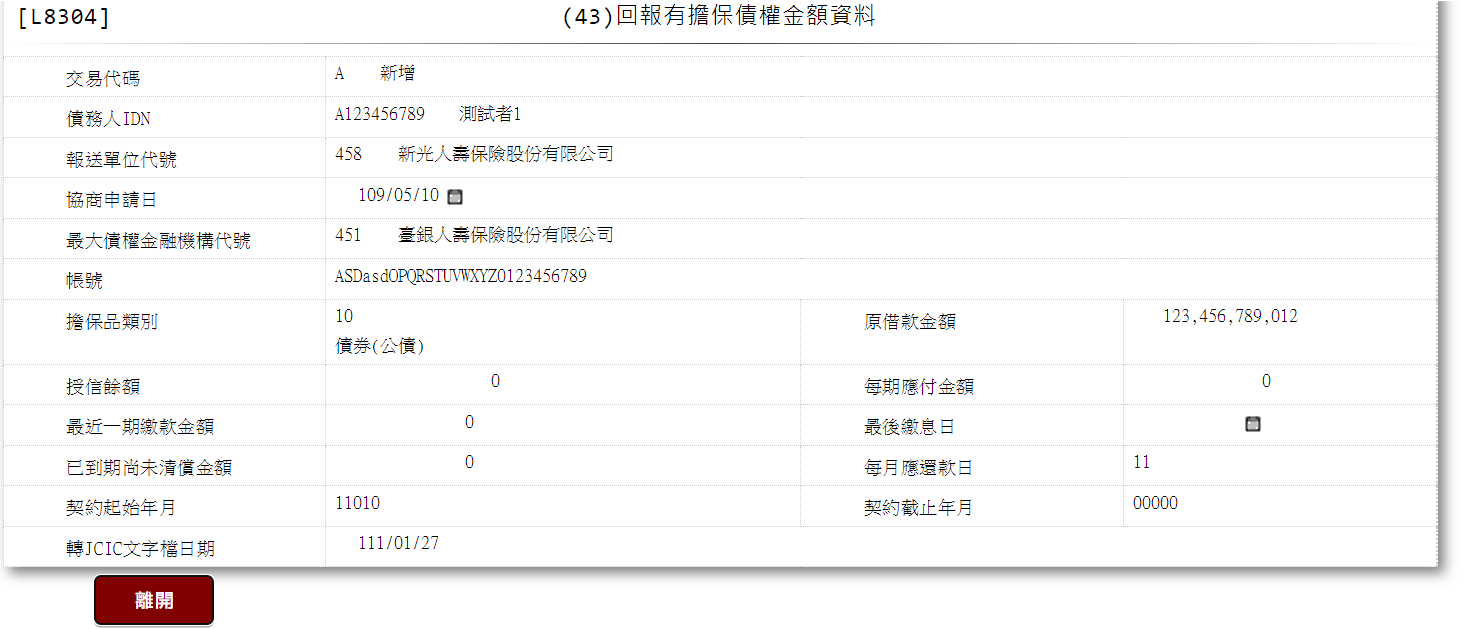 [L8304] (43)回報有擔保債權金額資料
交易代碼 A 新增
債務人IDN A123456789 測試者1
報送單位代號 458 新光人壽保險股份有限公司
協商申請日 109/05/10
最大債權金融機構代號 451 臺銀人壽保險股份有限公司
帳號 ASDasdOPQRSTUVWXYZ0123456789
擔保品類別 10 原借款金額 123,456,789,012
債券(公債)
授信餘額 0 每期應付金額 0
最近一期繳款金額 0 最後繳息日
已到期尚未清償金額 0 每月應還款日 11
契約起始年月 11010 契約截止年月 00000
轉JCIC文字檔日期 111/01/27
離開